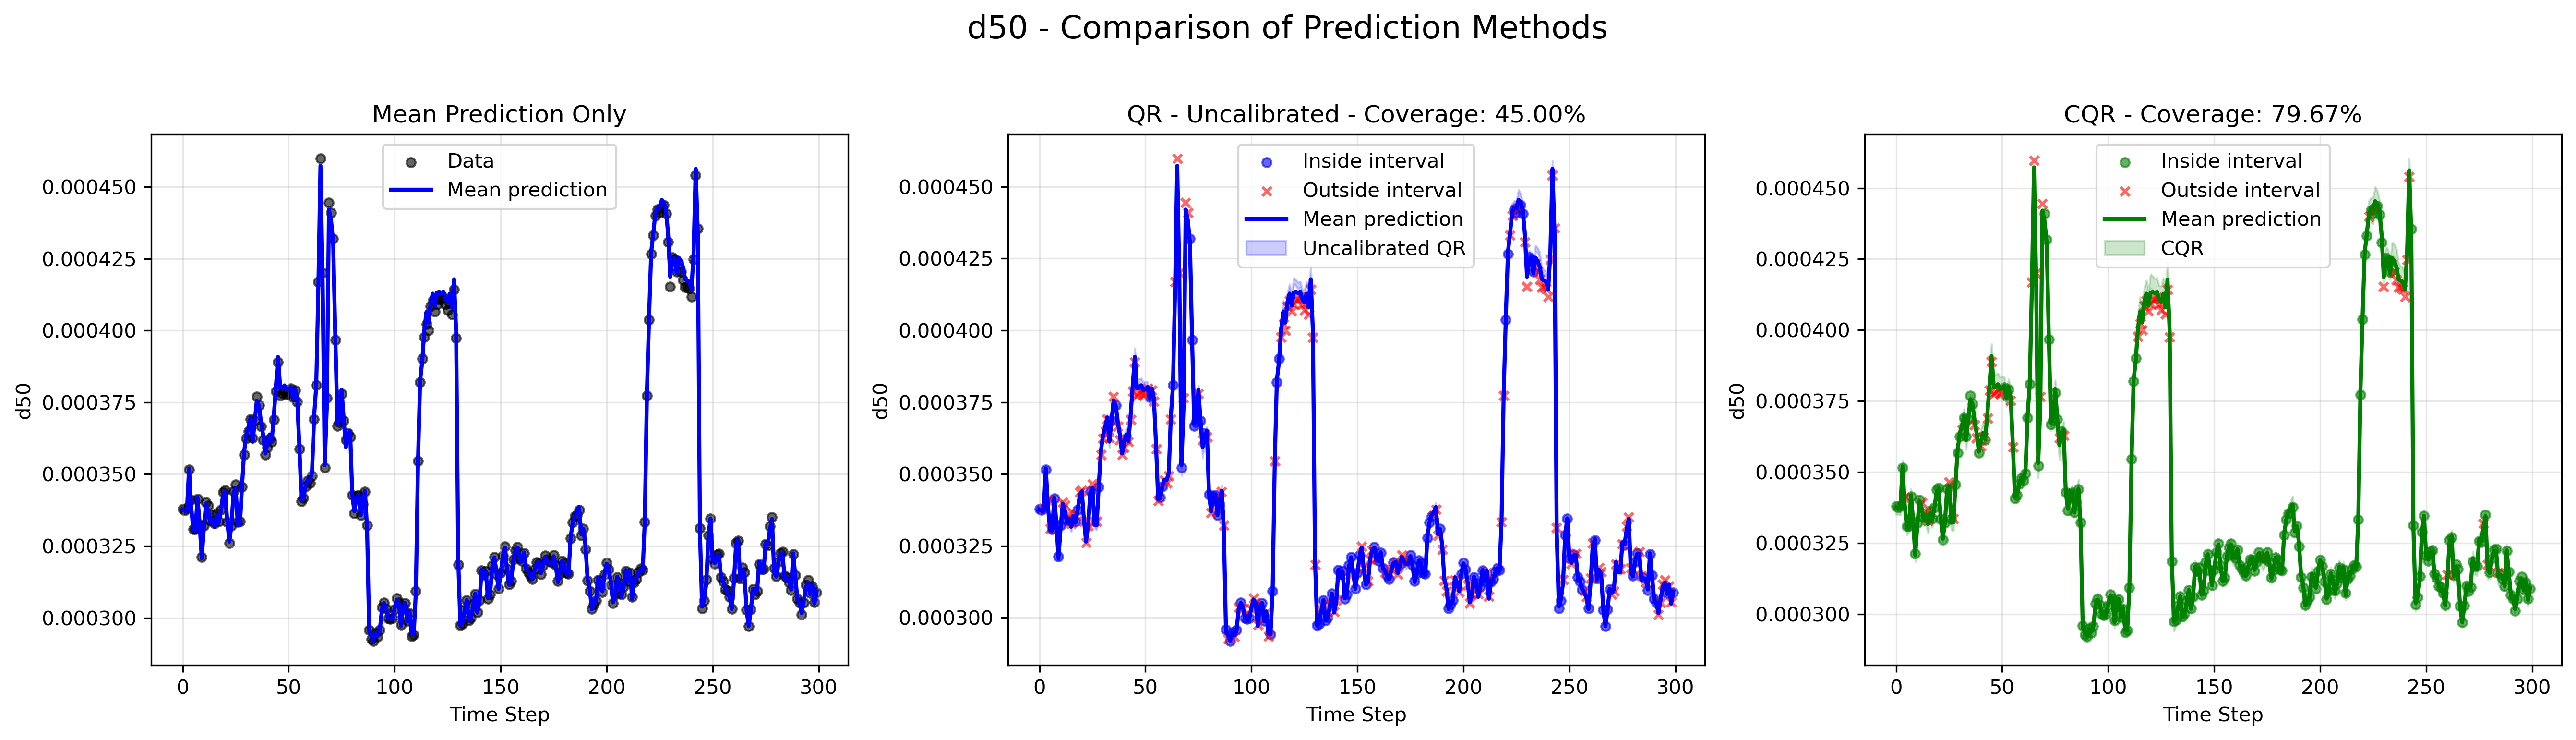 d50 - Comparison of Prediction Methods
Mean Prediction Only
Data
Mean prediction
0.000450
0.000425
0.000400
0.000375
0.000350
0.000325
0.000300
d50
0
50
100
150
200
250
300
Time Step
QR - Uncalibrated - Coverage: 45.00%
Inside interval
Outside interval
Mean prediction
Uncalibrated QR
0.000450
0.000425
0.000400
0.000375
0.000350
0.000325
0.000300
d50
0
50
100
150
200
250
300
Time Step
CQR - Coverage: 79.67%
Inside interval
Outside interval
Mean prediction
CQR
0.000450
0.000425
0.000400
0.000375
0.000350
0.000325
0.000300
d50
0
50
100
150
200
250
300
Time Step